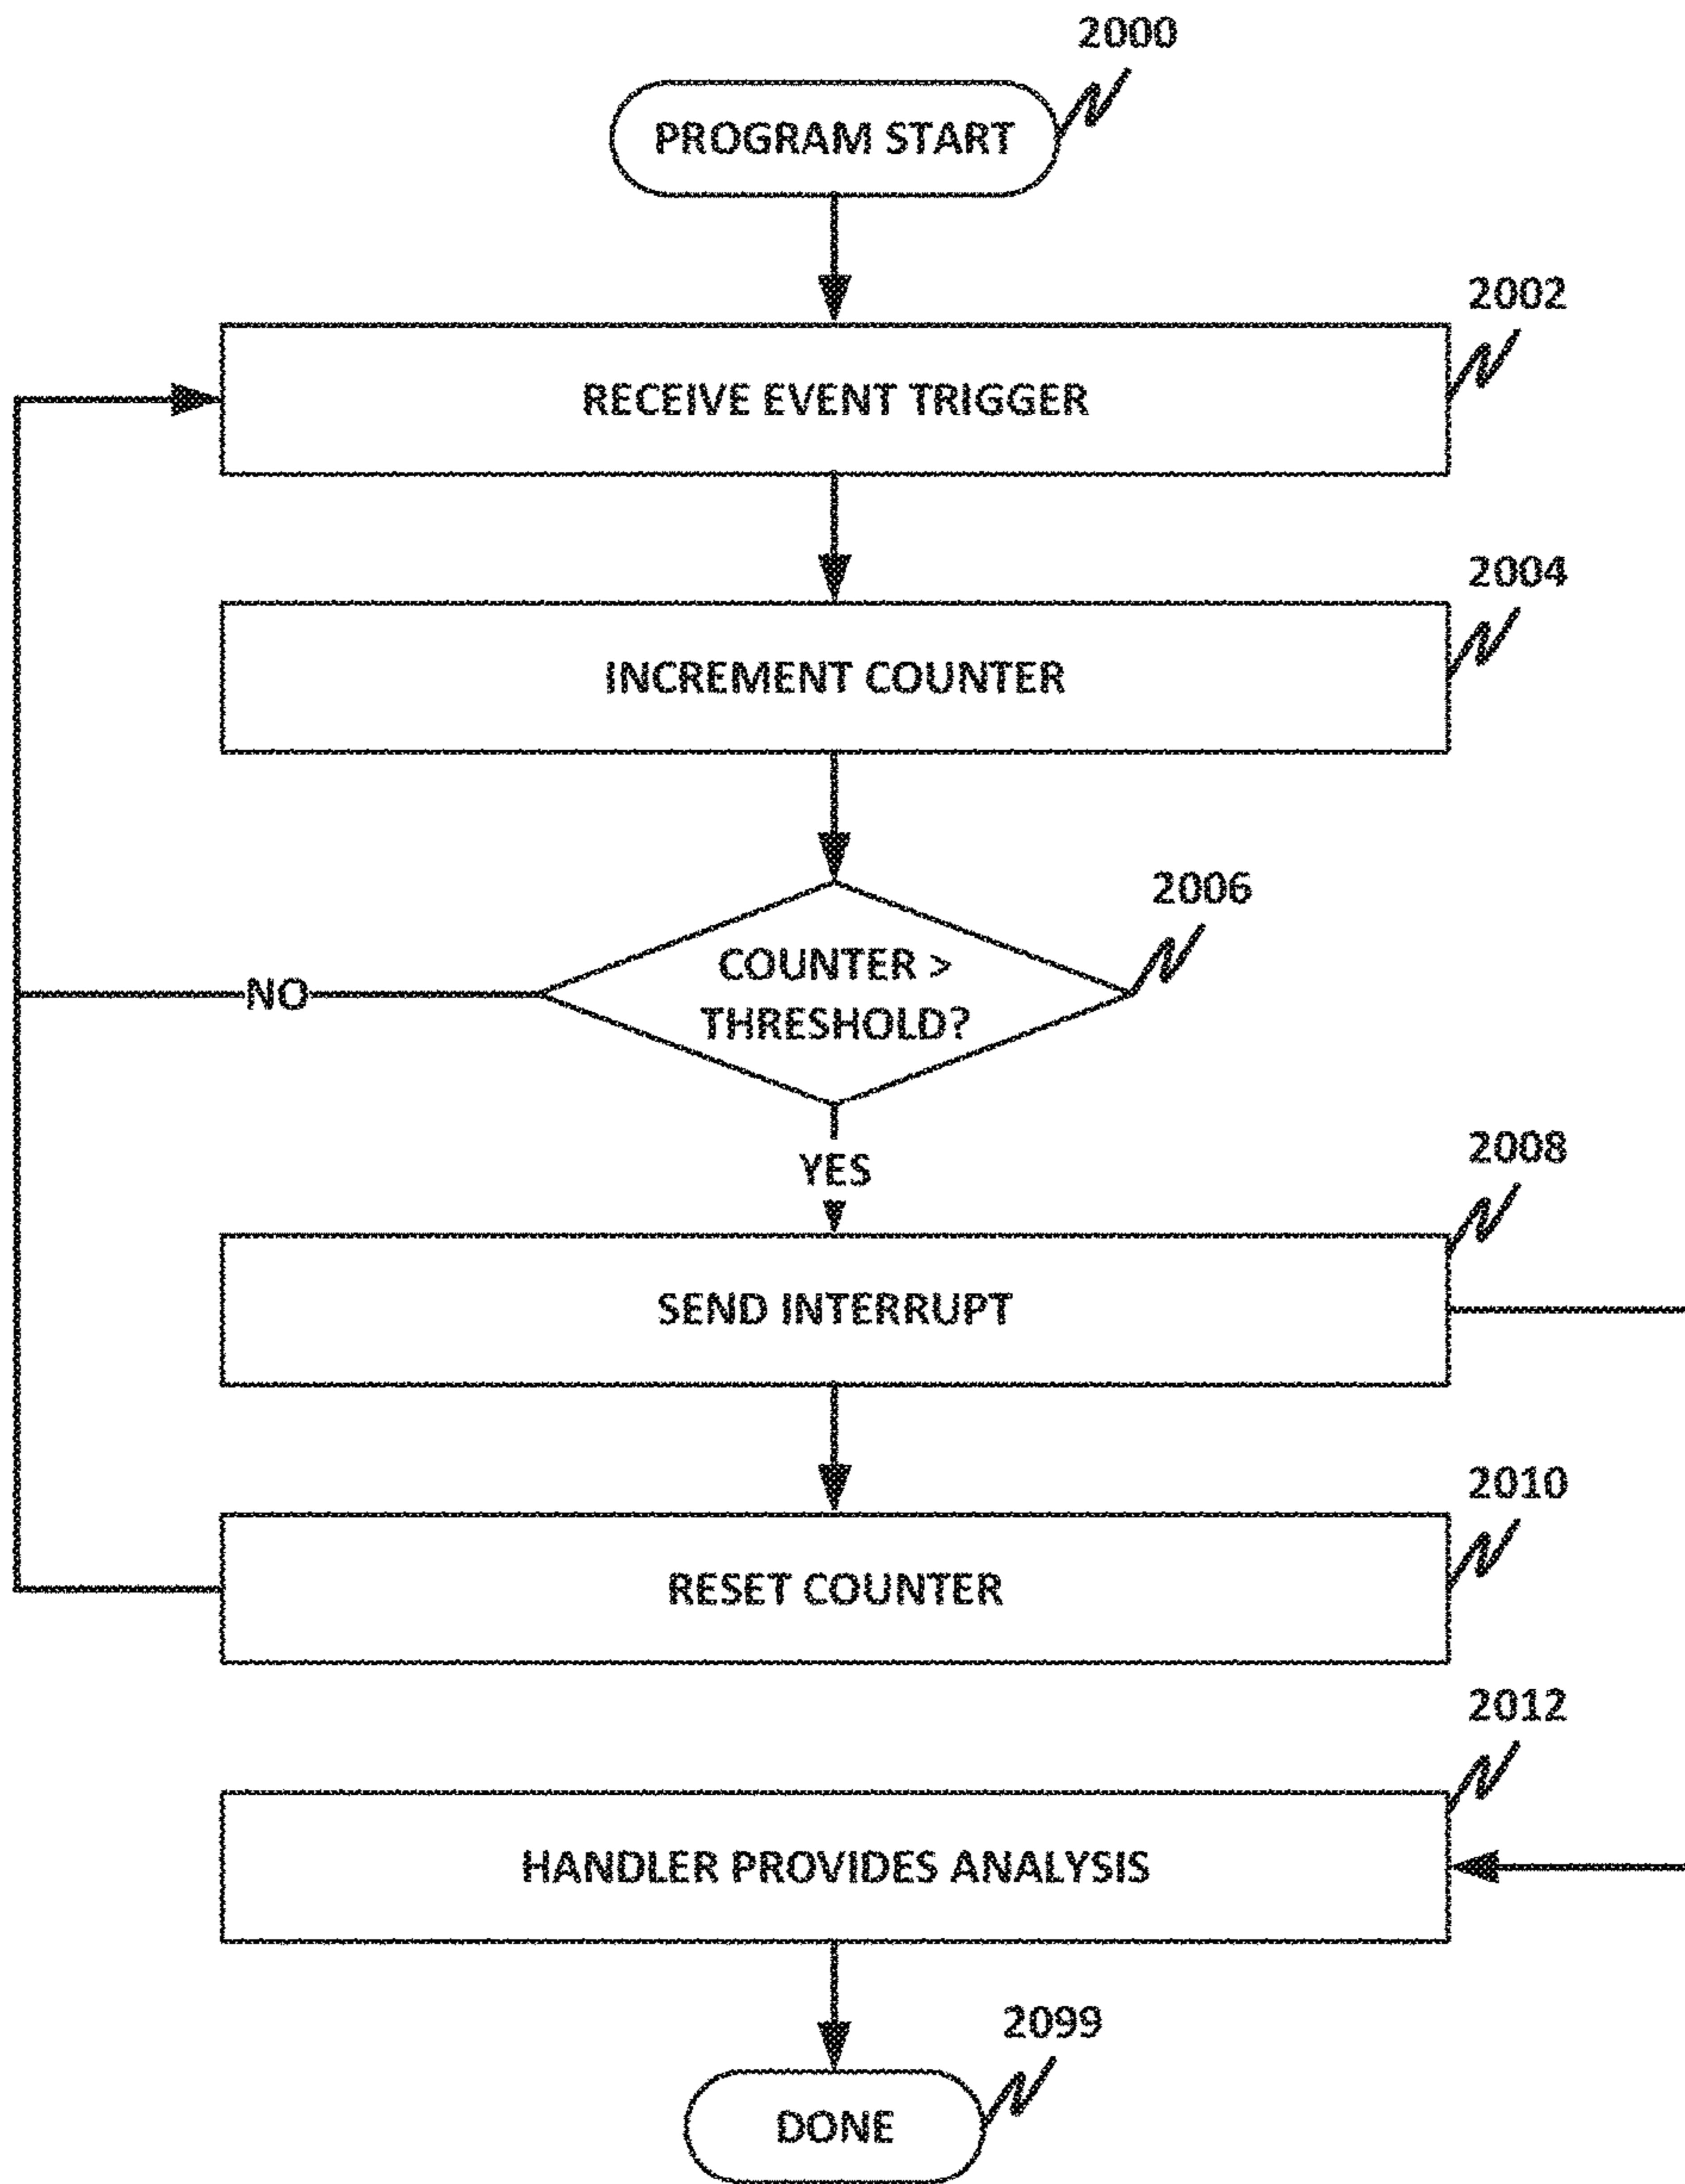 2000
PROGRAM START
2002
RECEIVE EVENT TRIGGER
2004
INCREMENT COUNTER
2006
COUNTER >
THRESHOLD?
NO
YES
2008
SEND INTERRUPT
2010
RESET COUNTER
2012
HANDLER PROVIDES ANALYSIS
2099
DONE